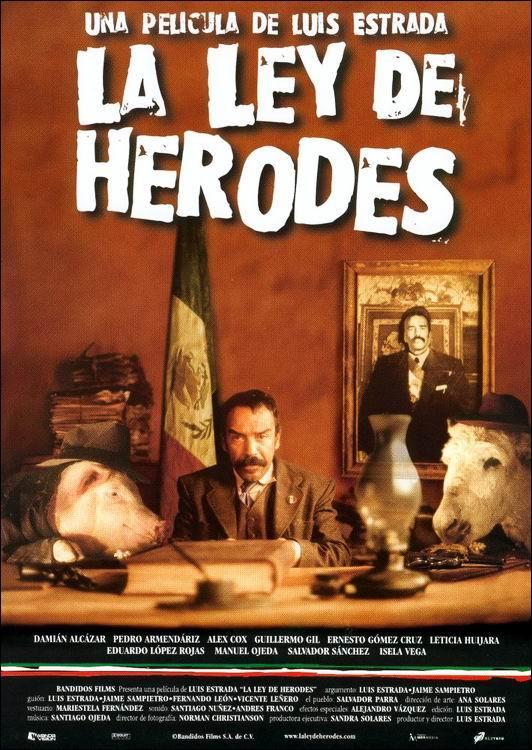 UNA PELICULA DE LUIS ESTRADA
LA LEY DE
HERODES
DAMIÁN ALCÁZAR PEDRO ARMENDÁRIZ ALEX COX GUILLERMO GIL ERNESTO GÓMEZ CRUZ LETICIA HUIJARA
EDUARDO LÓPEZ ROJAS MANUEL OJEDA SALVADOR SÁNCHEZ ISELA VEGA
BANDIDOS FILMS Presenta una película de LUIS ESTRADA "LA LEY DE HERODES" argumento: LUIS ESTRADA•JAIME SAMPIETRO
guión: LUIS ESTRADA•JAIME SAMPIETRO•FERNANDO LEÓN•VICENTE LEÑERO el pueblo: SALVADOR PARRA dirección de arte: ANA SOLARES
vestuario: MARIESTELA FERNÁNDEZ sonido: SANTIAGO NUÑEZ•ANDRES FRANCO efectos especiales: ALEJANDRO VÁZQUEZ edición: LUIS ESTRADA
música: SANTIAGO OJEDA director de fotografía: NORMAN CHRISTIANSON productora ejecutiva: SANDRA SOLARES productor y director: LUIS ESTRADA
©Bandidos Films S.A. de C.V. www.laleydeherodes.com